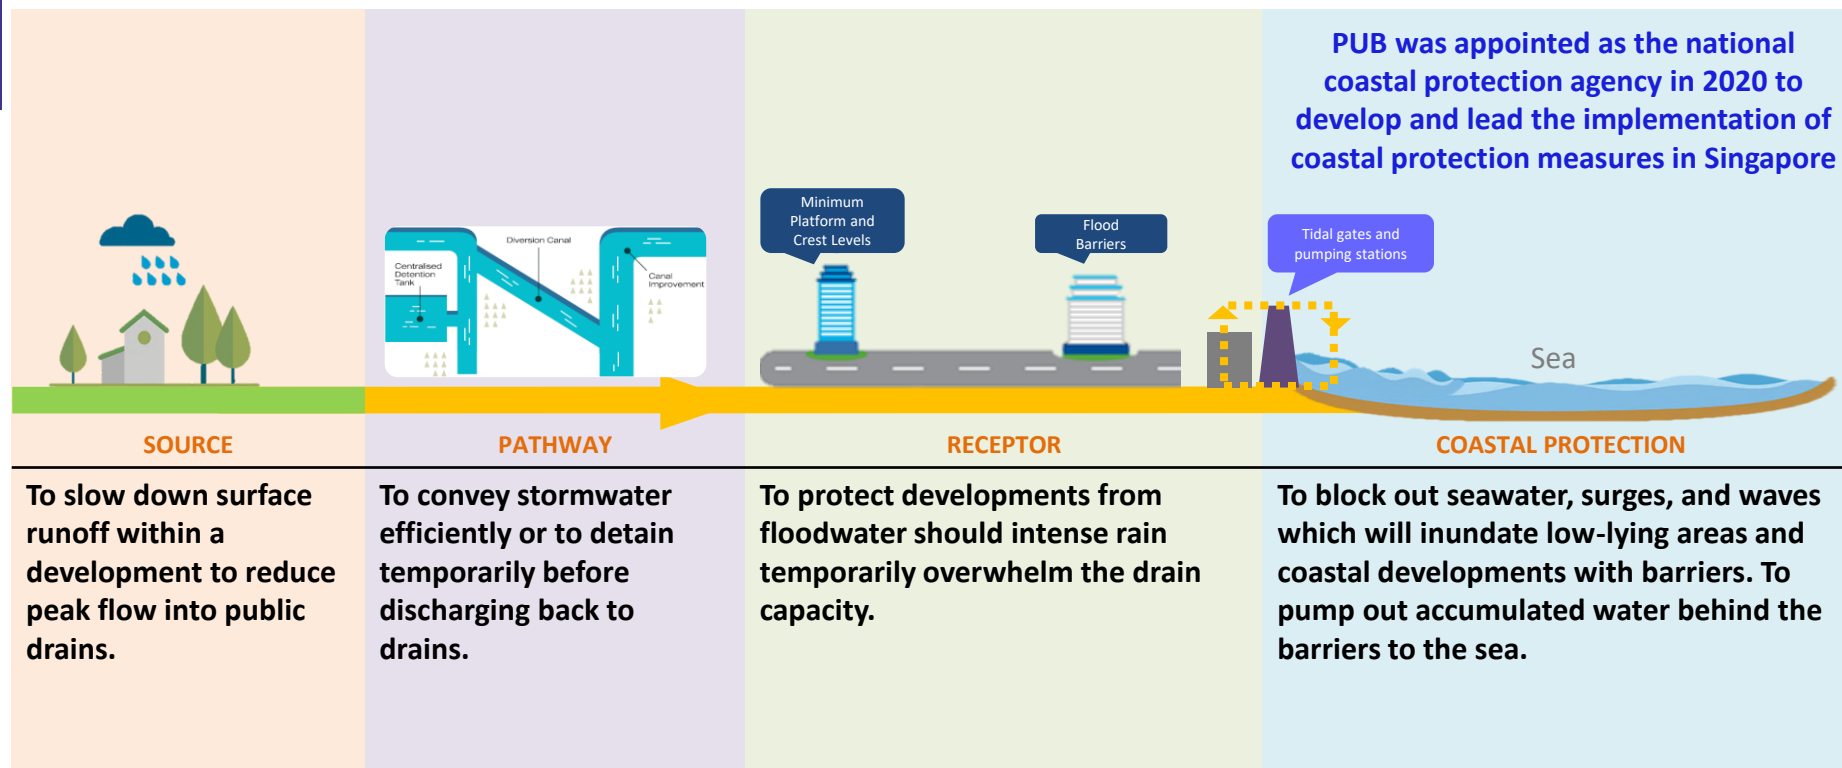 PUB was appointed as the national
coastal protection agency in 2020 to
develop and lead the implementation of
coastal protection measures in Singapore
Minimum
Platform and
Crest Levels
Flood
Barriers
Tidal gates and
pumping stations
Diversion Canal
Centralised
Detention
Tank
Canal
Improvement
Sea
SOURCE
PATHWAY
RECEPTOR
COASTAL PROTECTION
To slow down surface
runoff within a
development to reduce
peak flow into public
drains.
To convey stormwater
efficiently or to detain
temporarily before
discharging back to
drains.
To protect developments from
floodwater should intense rain
temporarily overwhelm the drain
capacity.
To block out seawater, surges, and waves
which will inundate low-lying areas and
coastal developments with barriers. To
pump out accumulated water behind the
barriers to the sea.